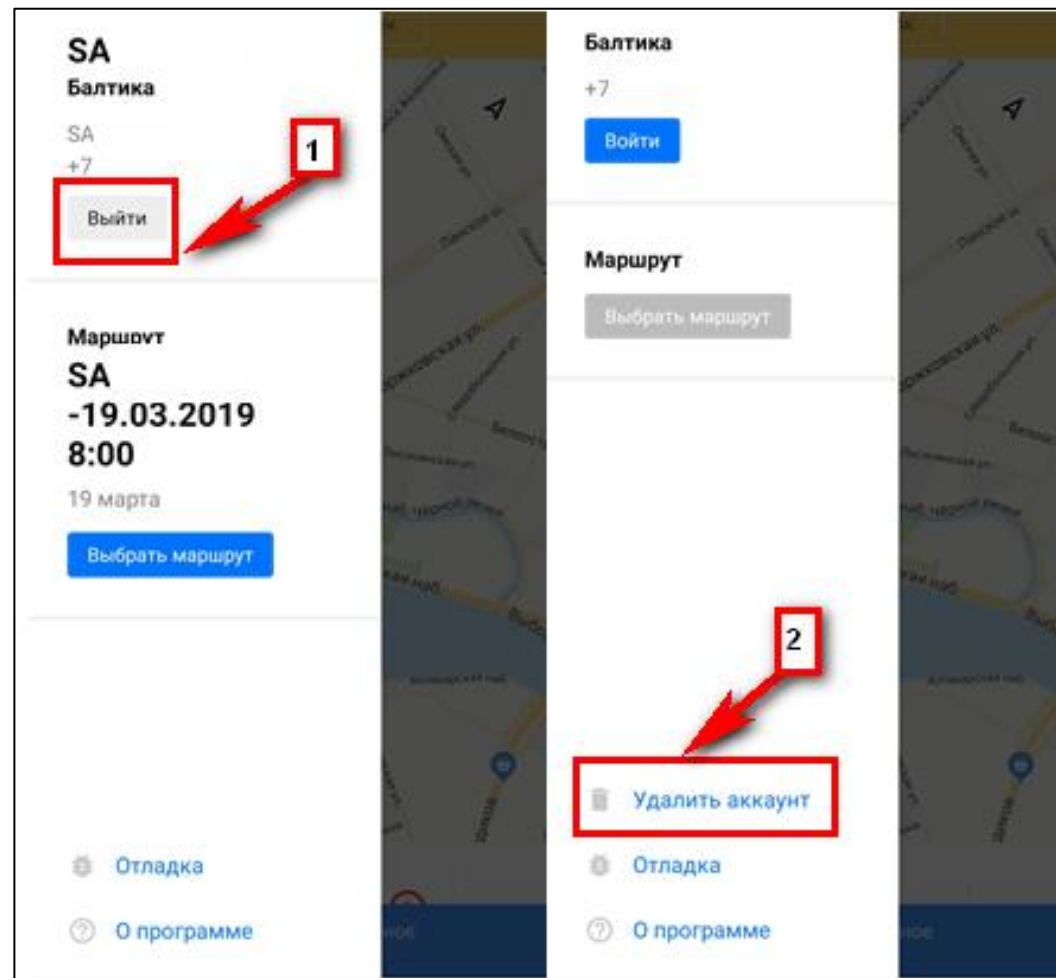 SA
Балтика
SA
+7
1
Выйти
Маршрут
SA
-19.03.2019
8:00
19 марта
Выбрать маршрут
Отладка
О программе
Балтика
+7
Войти
Маршрут
Выбрать маршрут
2
Удалить аккаунт
Отладка
О программе